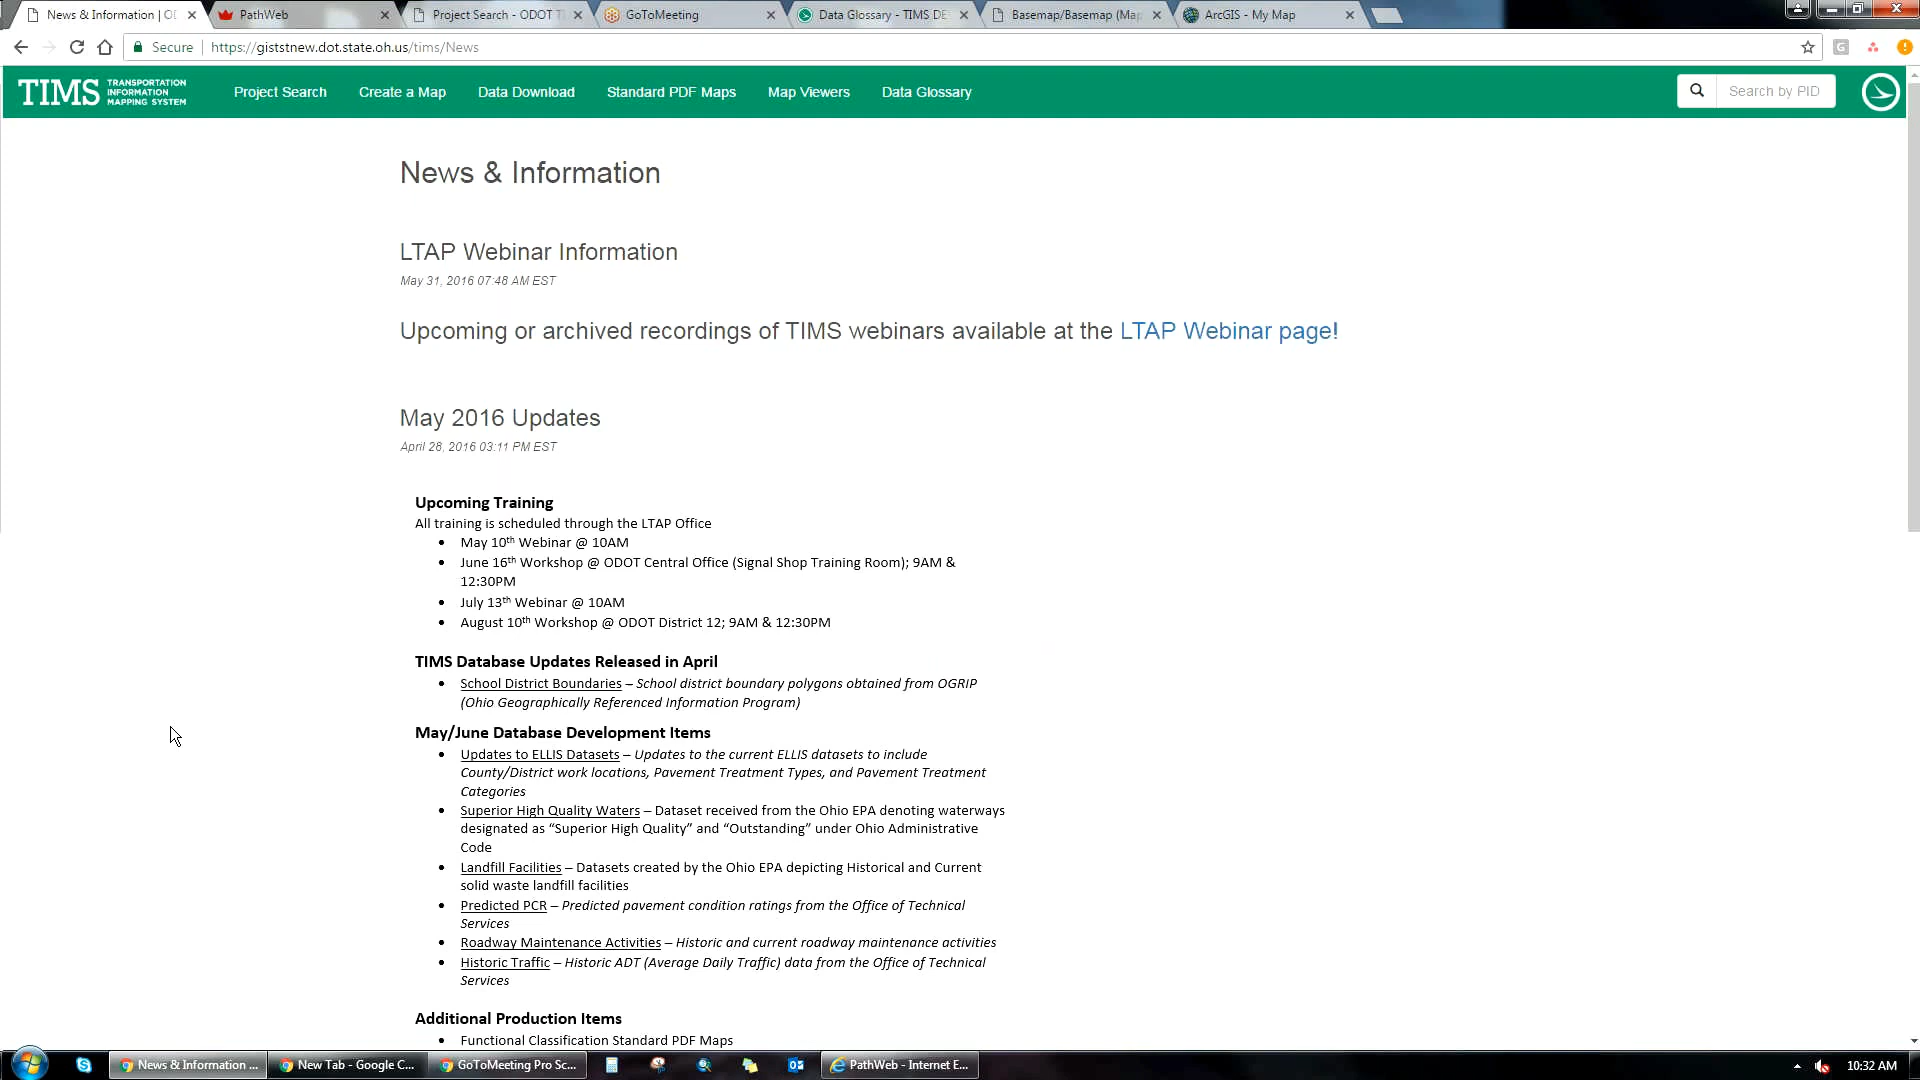 News & Information | OD
PathWeb
Project Search - ODOT T
GoToMeeting
Data Glossary - TIMS DE
Basemap/Basemap (Map
ArcGIS - My Map
Secure
https://giststnew.dot.state.oh.us/tims/News
TIMS TRANSPORTATION INFORMATION MAPPING SYSTEM
Project Search
Create a Map
Data Download
Standard PDF Maps
Map Viewers
Data Glossary
Search by PID
News & Information
LTAP Webinar Information
May 31, 2016 07:48 AM EST
Upcoming or archived recordings of TIMS webinars available at the LTAP Webinar page!
May 2016 Updates
April 28, 2016 03:11 PM EST
Upcoming Training
All training is scheduled through the LTAP Office
• May 10th Webinar @ 10AM
• June 16th Workshop @ ODOT Central Office (Signal Shop Training Room); 9AM &
12:30PM
• July 13th Webinar @ 10AM
• August 10th Workshop @ ODOT District 12; 9AM & 12:30PM
TIMS Database Updates Released in April
• School District Boundaries – School district boundary polygons obtained from OGRIP
(Ohio Geographically Referenced Information Program)
May/June Database Development Items
• Updates to ELLIS Datasets – Updates to the current ELLIS datasets to include
County/District work locations, Pavement Treatment Types, and Pavement Treatment
Categories
• Superior High Quality Waters – Dataset received from the Ohio EPA denoting waterways
designated as “Superior High Quality” and “Outstanding” under Ohio Administrative
Code
• Landfill Facilities – Datasets created by the Ohio EPA depicting Historical and Current
solid waste landfill facilities
• Predicted PCR – Predicted pavement condition ratings from the Office of Technical
Services
• Roadway Maintenance Activities – Historic and current roadway maintenance activities
• Historic Traffic – Historic ADT (Average Daily Traffic) data from the Office of Technical
Services
Additional Production Items
• Functional Classification Standard PDF Maps
News & Information ...
New Tab - Google C...
GoToMeeting Pro Sc...
PathWeb - Internet E...
10:32 AM